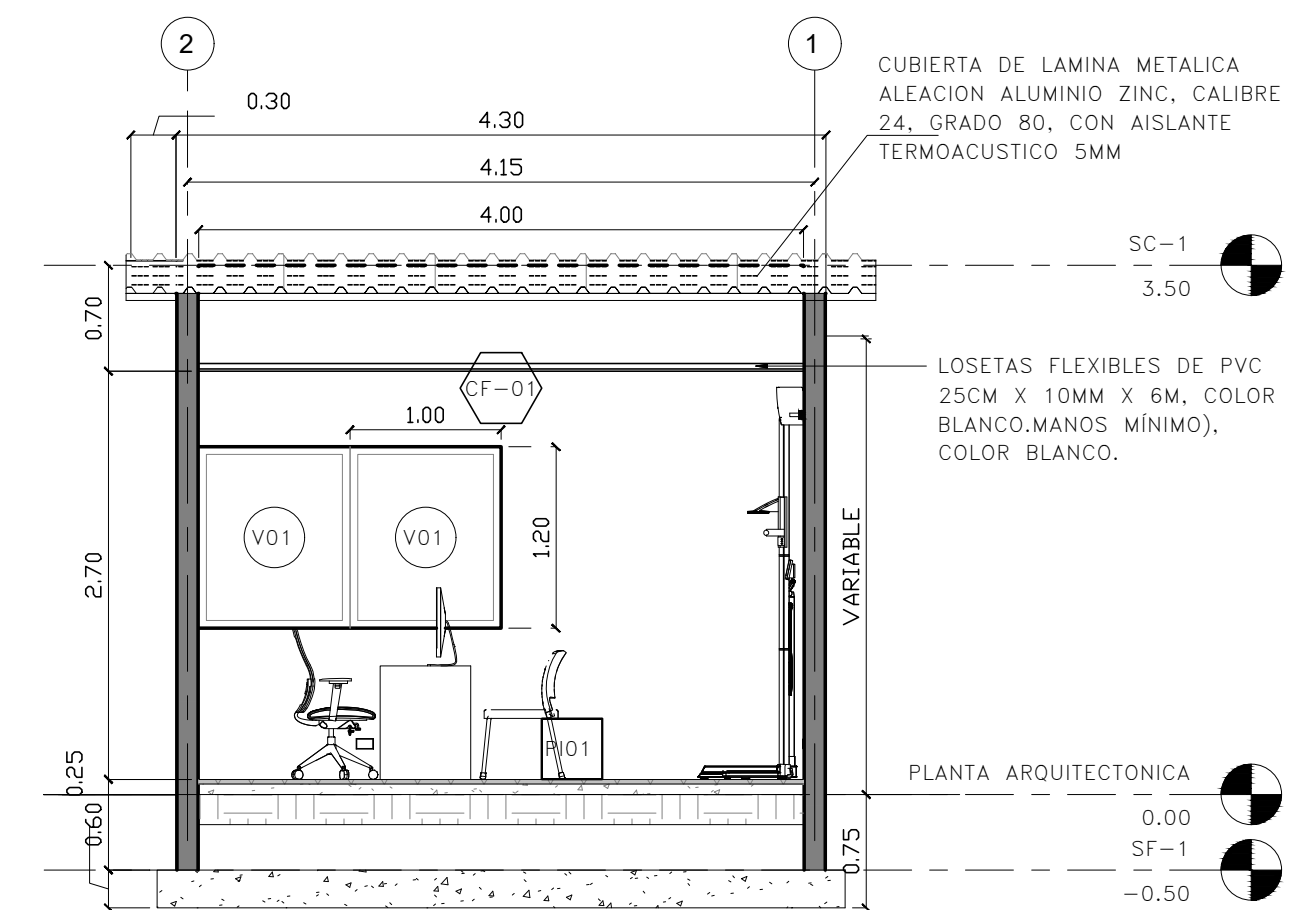 2
1
0.30
4.30
4.15
4.00
CUBIERTA DE LAMINA METALICA
ALEACION ALUMINIO ZINC, CALIBRE
24, GRADO 80, CON AISLANTE
TERMOACUSTICO 5MM
SC-1
3.50
0.70
LOSETAS FLEXIBLES DE PVC
25CM X 10MM X 6M, COLOR
BLANCO.MANOS MÍNIMO),
COLOR BLANCO.
CF-01
1.00
V01
V01
1.20
VARIABLE
2.70
PI01
0.25
0.60
PLANTA ARQUITECTONICA
0.00
SF-1
-0.50
0.75